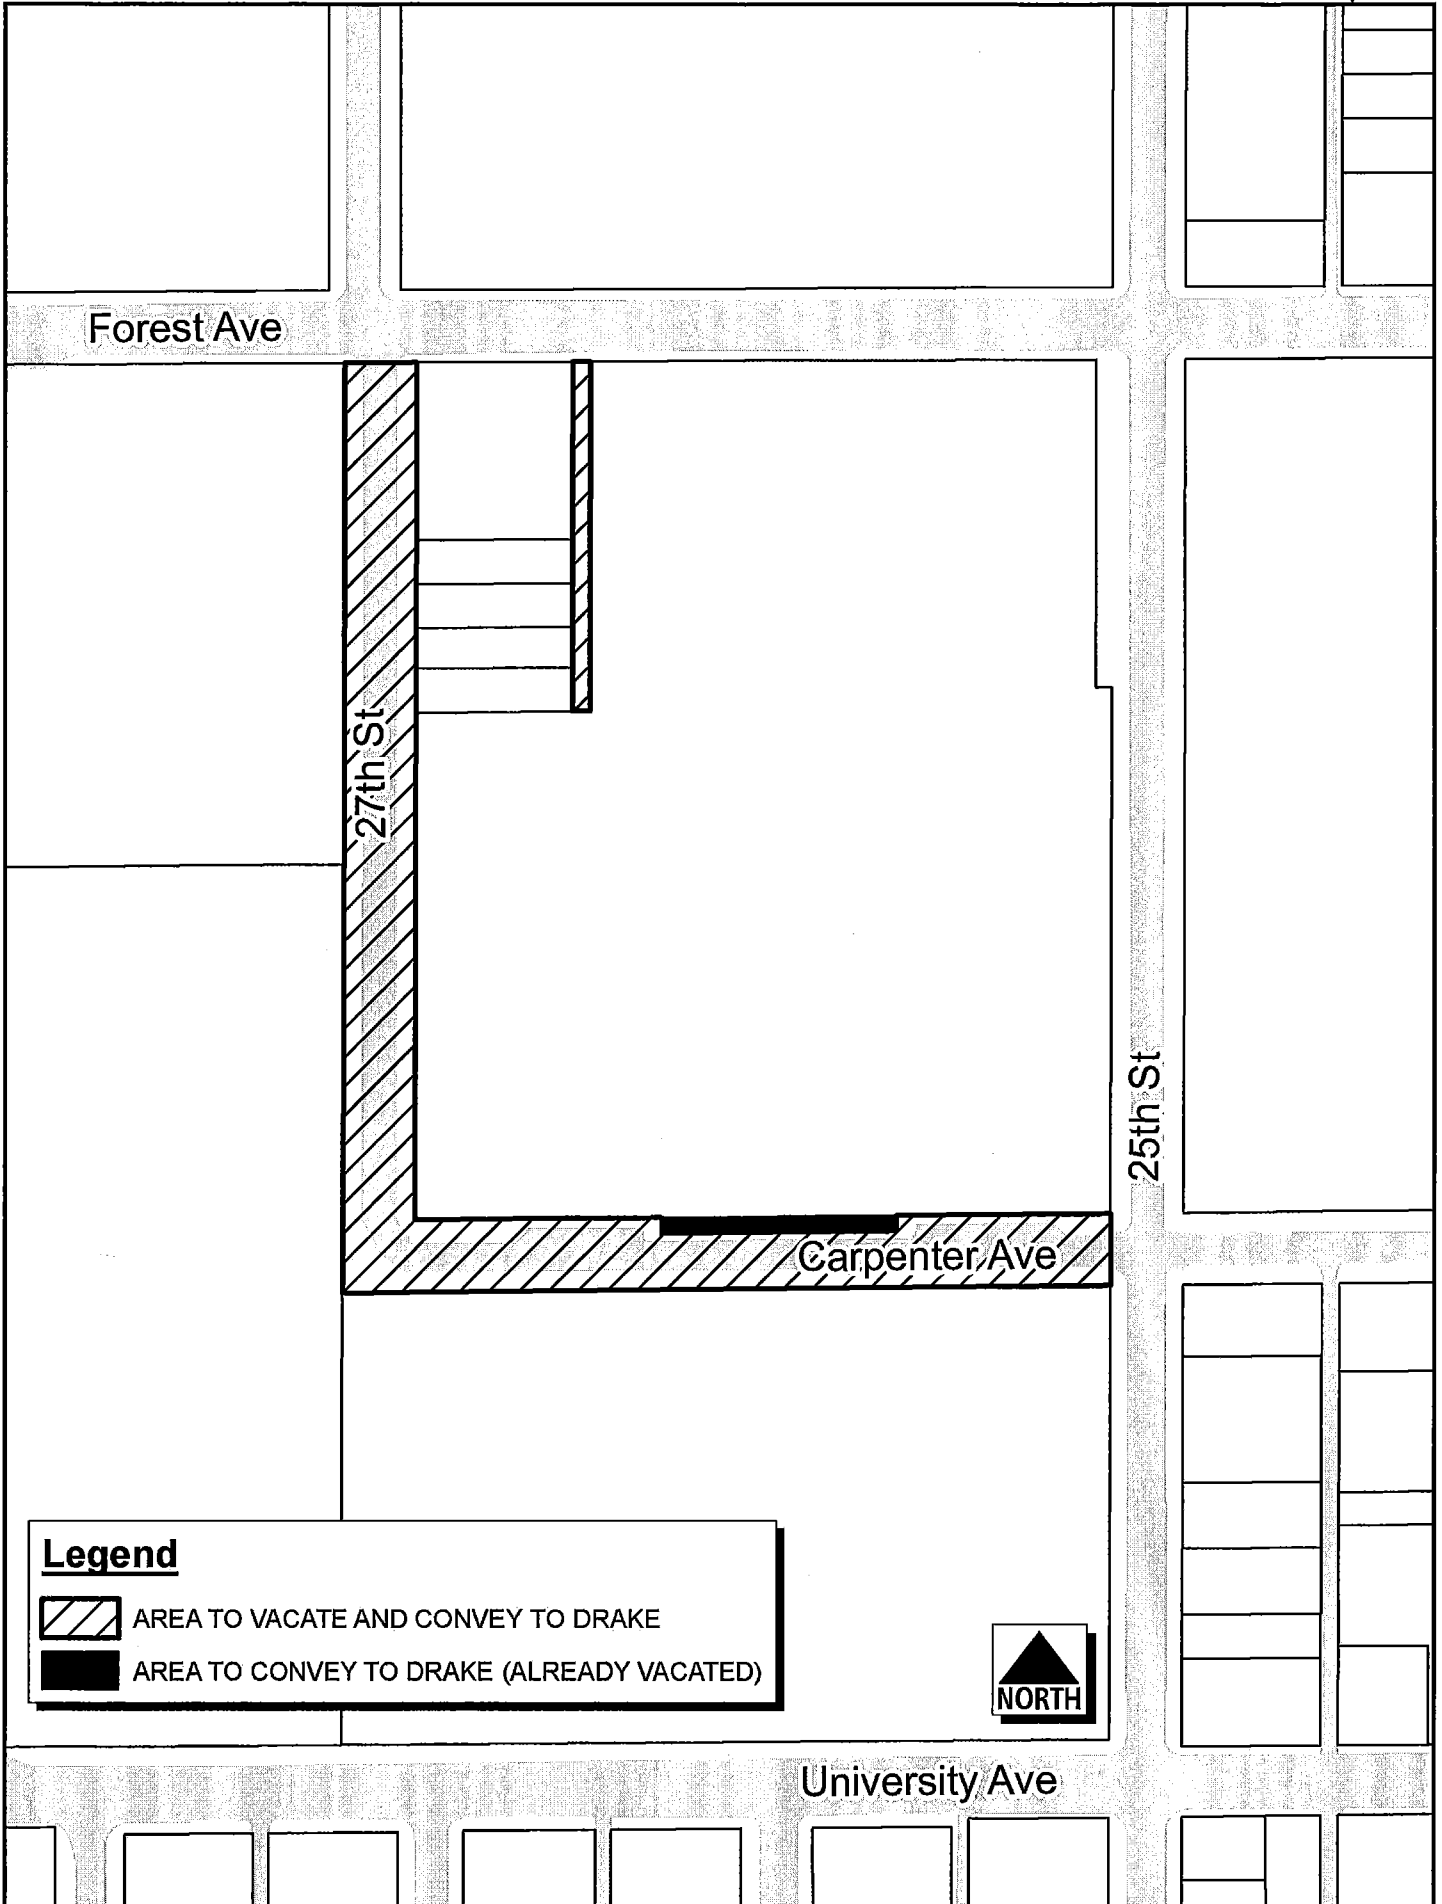 Forest Ave
27th St
25th St
Carpenter Ave
Legend
AREA TO VACATE AND CONVEY TO DRAKE
AREA TO CONVEY TO DRAKE (ALREADY VACATED)
NORTH
University Ave